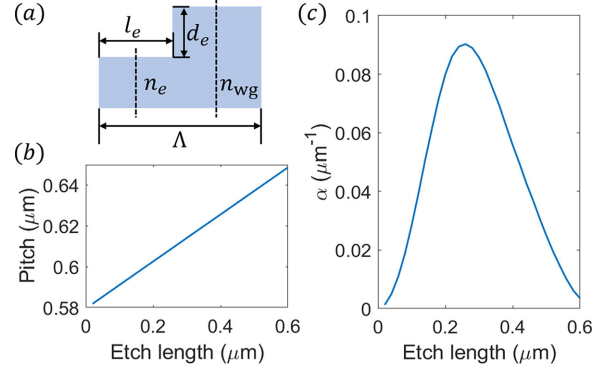 (a)
l_e
d_e
n_e
n_wg
Λ
(b)
Pitch (μm)
0.64
0.62
0.6
0.58
0
0.2
0.4
0.6
Etch length (μm)
(c)
α (μm⁻¹)
0.1
0.08
0.06
0.04
0.02
0
0
0.2
0.4
0.6
Etch length (μm)